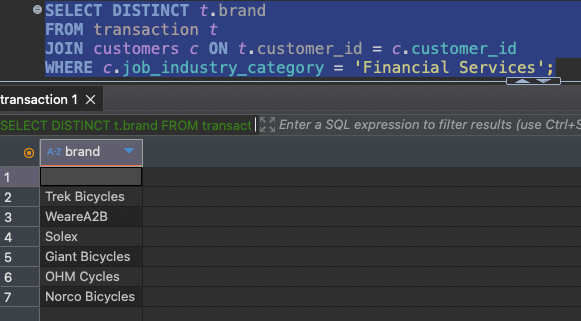 SELECT DISTINCT t.brand
FROM transaction t
JOIN customers c ON t.customer_id = c.customer_id
WHERE c.job_industry_category = 'Financial Services';
transaction 1 ×
SELECT DISTINCT t.brand FROM transact Enter a SQL expression to filter results (use Ctrl+S
A-Z brand
1
2 Trek Bicycles
3 WeareA2B
4 Solex
5 Giant Bicycles
6 OHM Cycles
7 Norco Bicycles